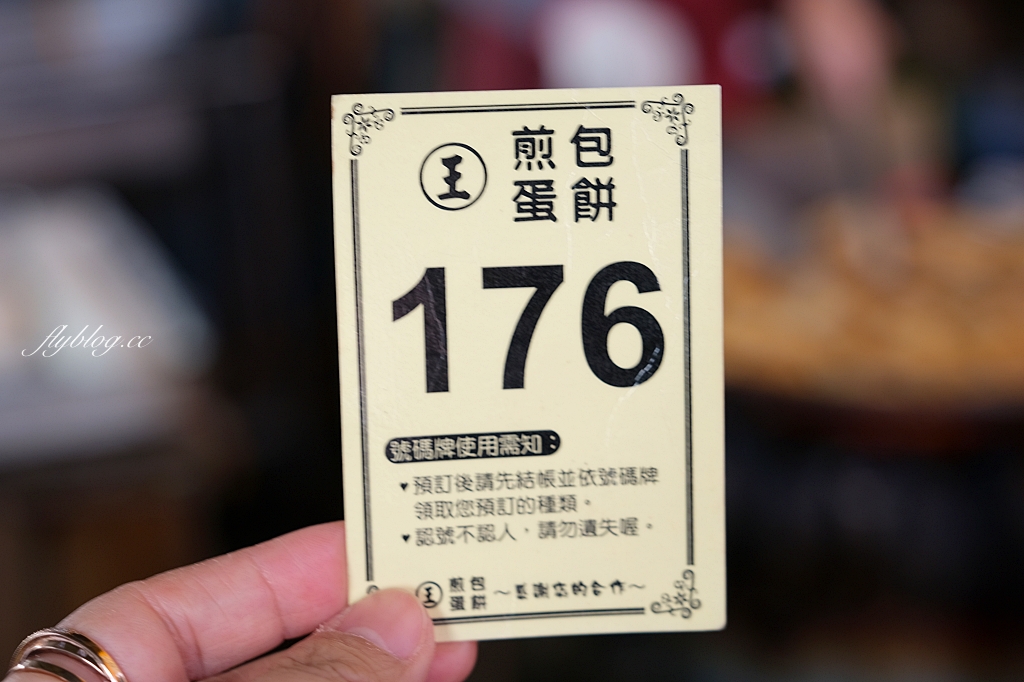 王 煎包
蛋餅
176
號碼牌使用需知：
♥預訂後請先結帳並依號碼牌
領取您預訂的種類。
♥認號不認人，請勿遺失喔。
王 煎包
蛋餅 ～感謝您的合作～
flyblog.cc